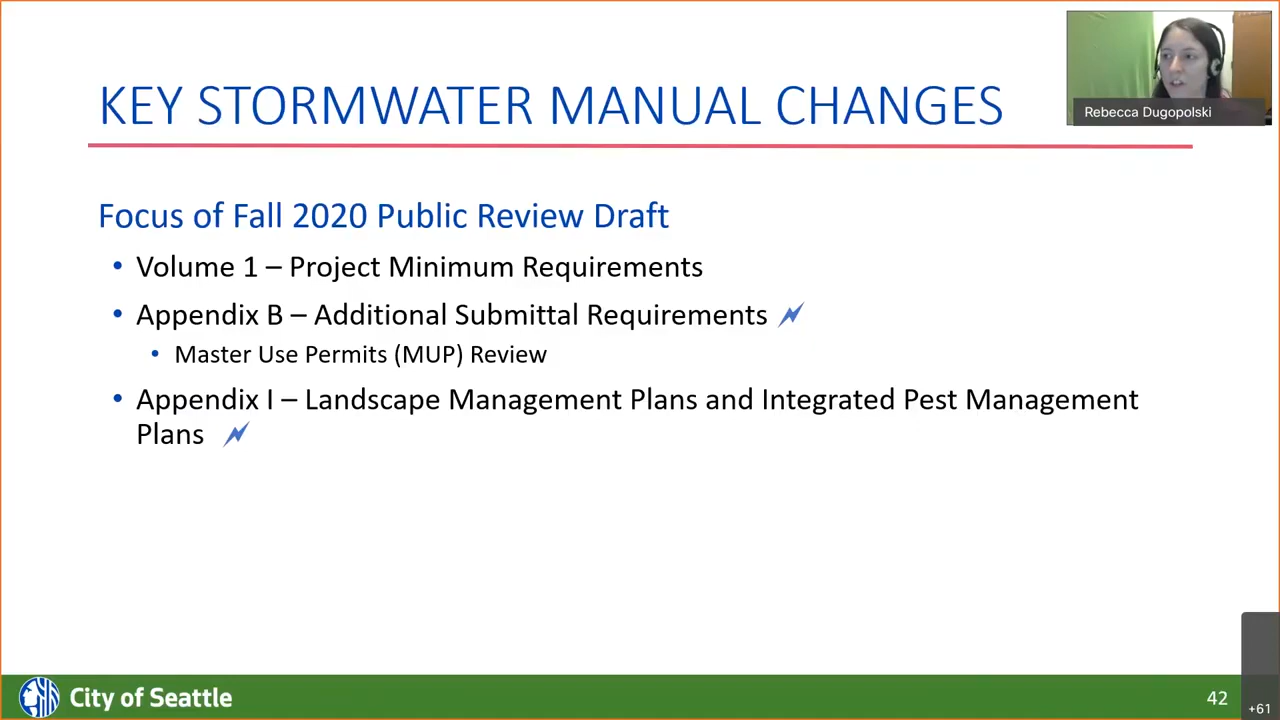 KEY STORMWATER MANUAL CHANGES
Rebecca Dugopolski
Focus of Fall 2020 Public Review Draft
• Volume 1 – Project Minimum Requirements
• Appendix B – Additional Submittal Requirements
• Master Use Permits (MUP) Review
• Appendix I – Landscape Management Plans and Integrated Pest Management
Plans
City of Seattle
42
+61